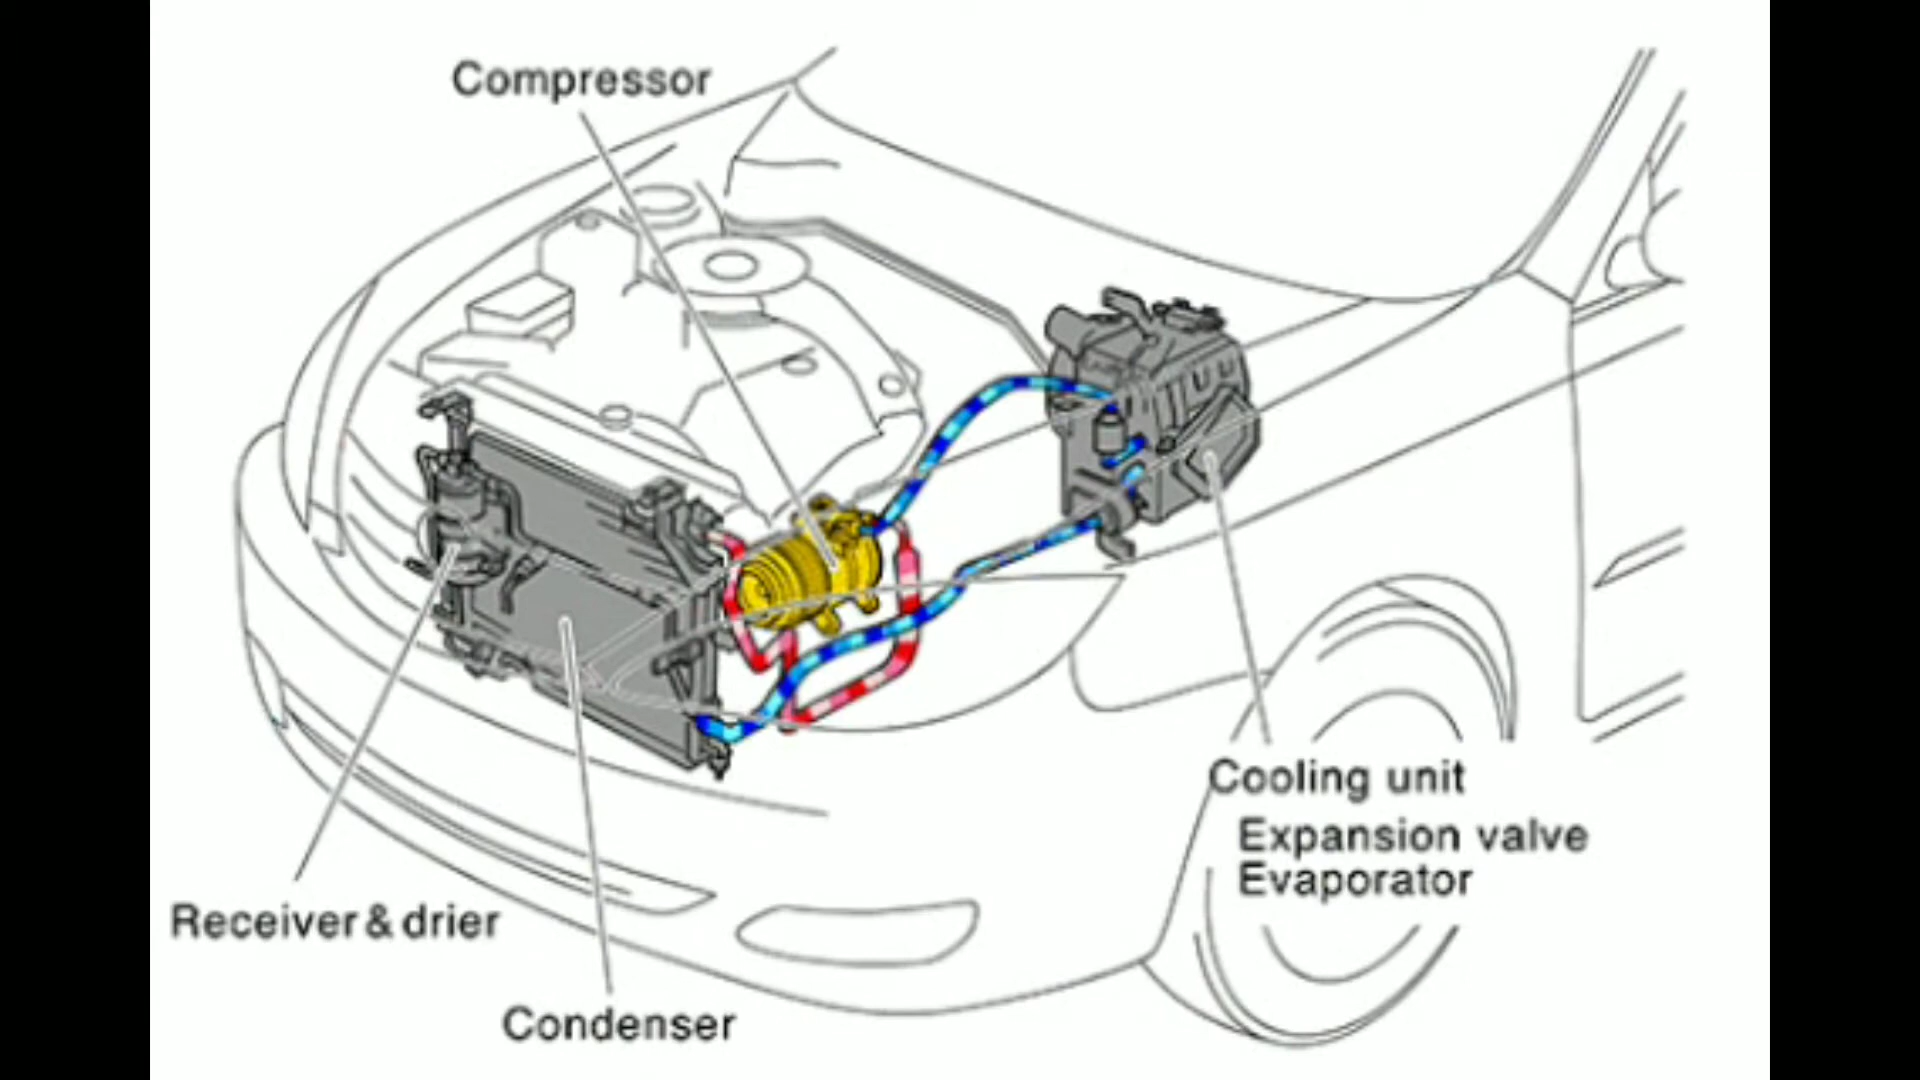 Compressor
Cooling unit
Expansion valve
Evaporator
Receiver & drier
Condenser